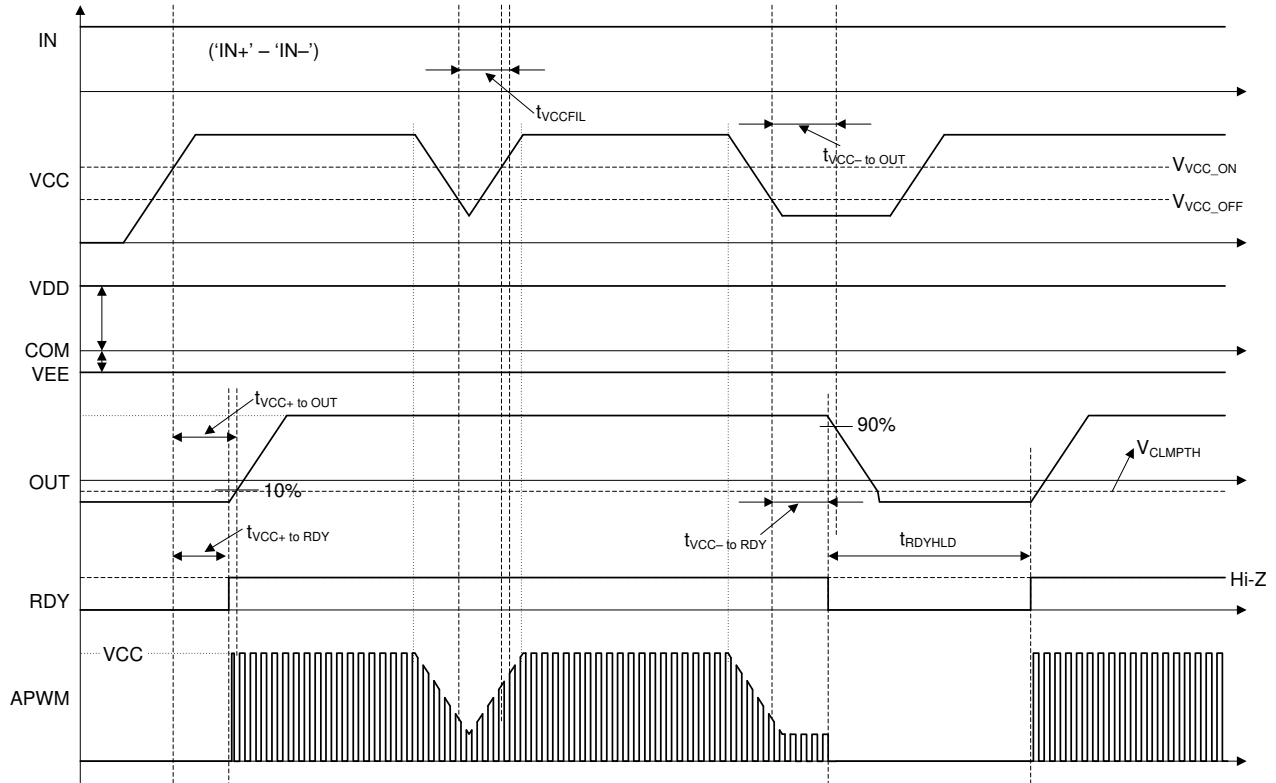 IN
(‘IN+’ – ‘IN–’)
tVCCFIL
tVCC– to OUT
VCC
VVCC_ON
VVCC_OFF
VDD
COM
VEE
tVCC+ to OUT
90%
VCLMPTH
OUT
10%
tVCC+ to RDY
tVCC– to RDY
tRDYHLD
Hi-Z
RDY
VCC
APWM